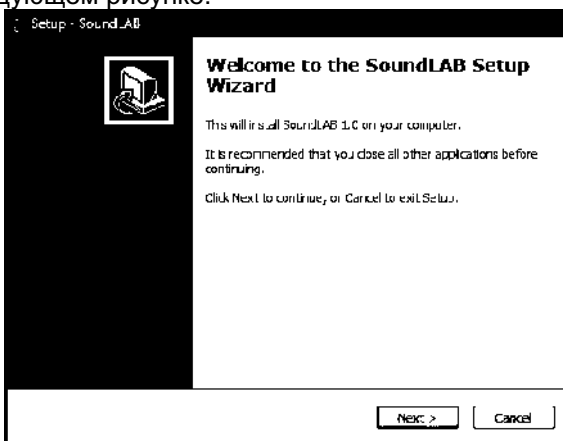 дующем рисунке.
Setup - SoundLAB
Welcome to the SoundLAB Setup
Wizard
This will install SoundLAB 1.0 on your computer.
It is recommended that you close all other applications before
continuing.
Click Next to continue, or Cancel to exit Setup.
Next >
Cancel